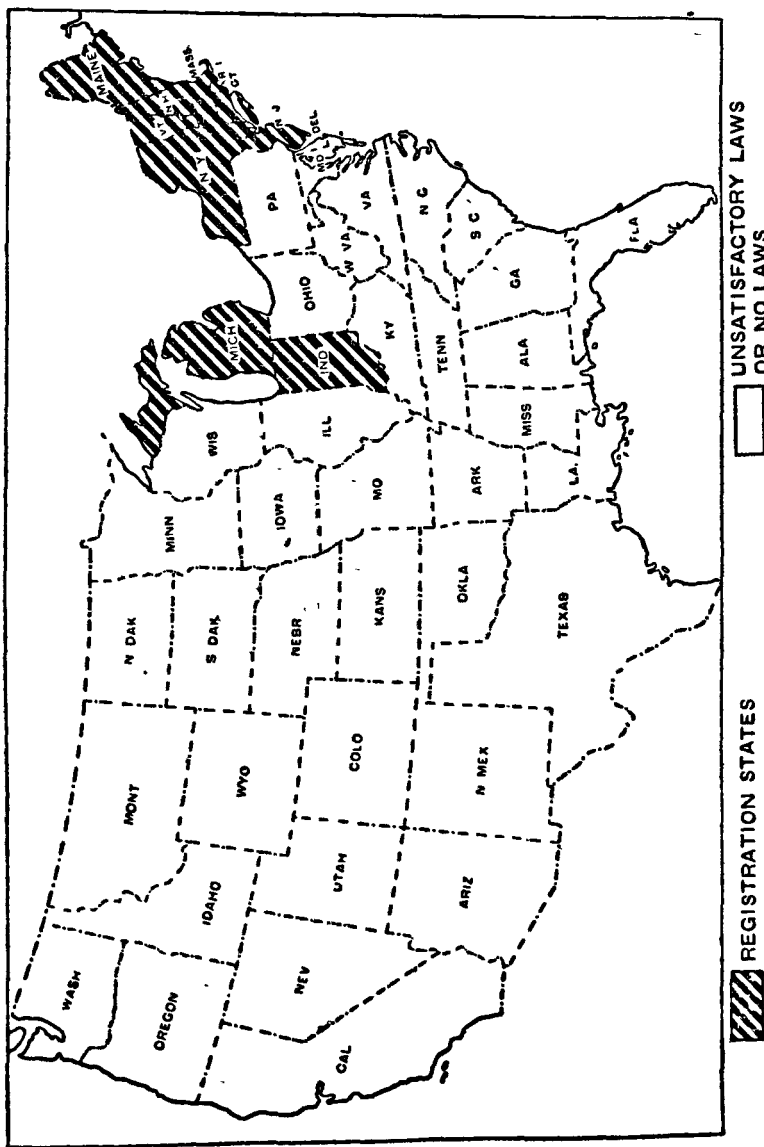 WASH
OREGON
CAL
NEV
IDAHO
MONT
WYO
UTAH
ARIZ
COLO
N MEX
N DAK
S DAK
NEBR
KANS
OKLA
TEXAS
MINN
IOWA
MO
ARK
LA.
WIS
ILL
MISS
MICH
IND
KY
TENN
ALA
OHIO
W VA
VA
N C
S C
GA
FLA
PA
N Y
VT
N H
MAINE
MASS.
R I
CT
N J
DEL
MD
REGISTRATION STATES
UNSATISFACTORY LAWS
OR NO LAWS